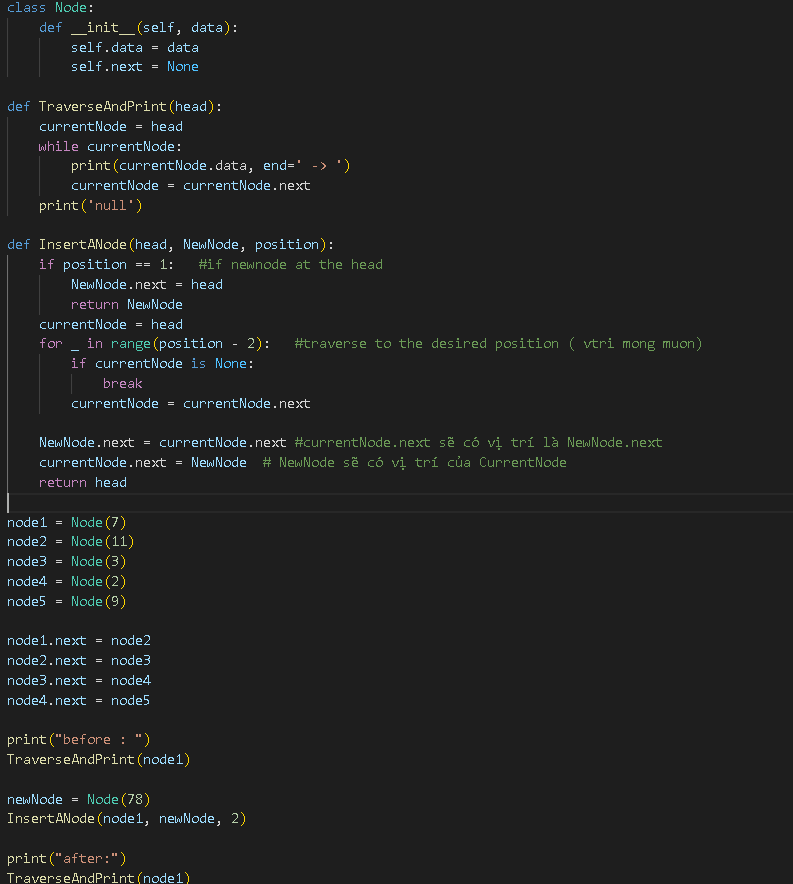 class Node:
    def __init__(self, data):
        self.data = data
        self.next = None

def TraverseAndPrint(head):
    currentNode = head
    while currentNode:
        print(currentNode.data, end=' -> ')
        currentNode = currentNode.next
    print('null')

def InsertANode(head, NewNode, position):
    if position == 1:   #if newnode at the head
        NewNode.next = head
        return NewNode
    currentNode = head
    for _ in range(position - 2):   #traverse to the desired position ( vtri mong muon)
        if currentNode is None:
            break
        currentNode = currentNode.next

    NewNode.next = currentNode.next #currentNode.next sẽ có vị trí là NewNode.next
    currentNode.next = NewNode  # NewNode sẽ có vị trí của CurrentNode
    return head

node1 = Node(7)
node2 = Node(11)
node3 = Node(3)
node4 = Node(2)
node5 = Node(9)

node1.next = node2
node2.next = node3
node3.next = node4
node4.next = node5

print("before : ")
TraverseAndPrint(node1)

newNode = Node(78)
InsertANode(node1, newNode, 2)

print("after:")
TraverseAndPrint(node1)